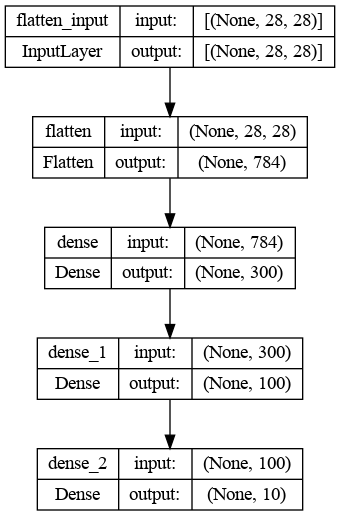 flatten_input input: [(None, 28, 28)]
InputLayer output: [(None, 28, 28)]
flatten input: (None, 28, 28)
Flatten output: (None, 784)
dense input: (None, 784)
Dense output: (None, 300)
dense_1 input: (None, 300)
Dense output: (None, 100)
dense_2 input: (None, 100)
Dense output: (None, 10)